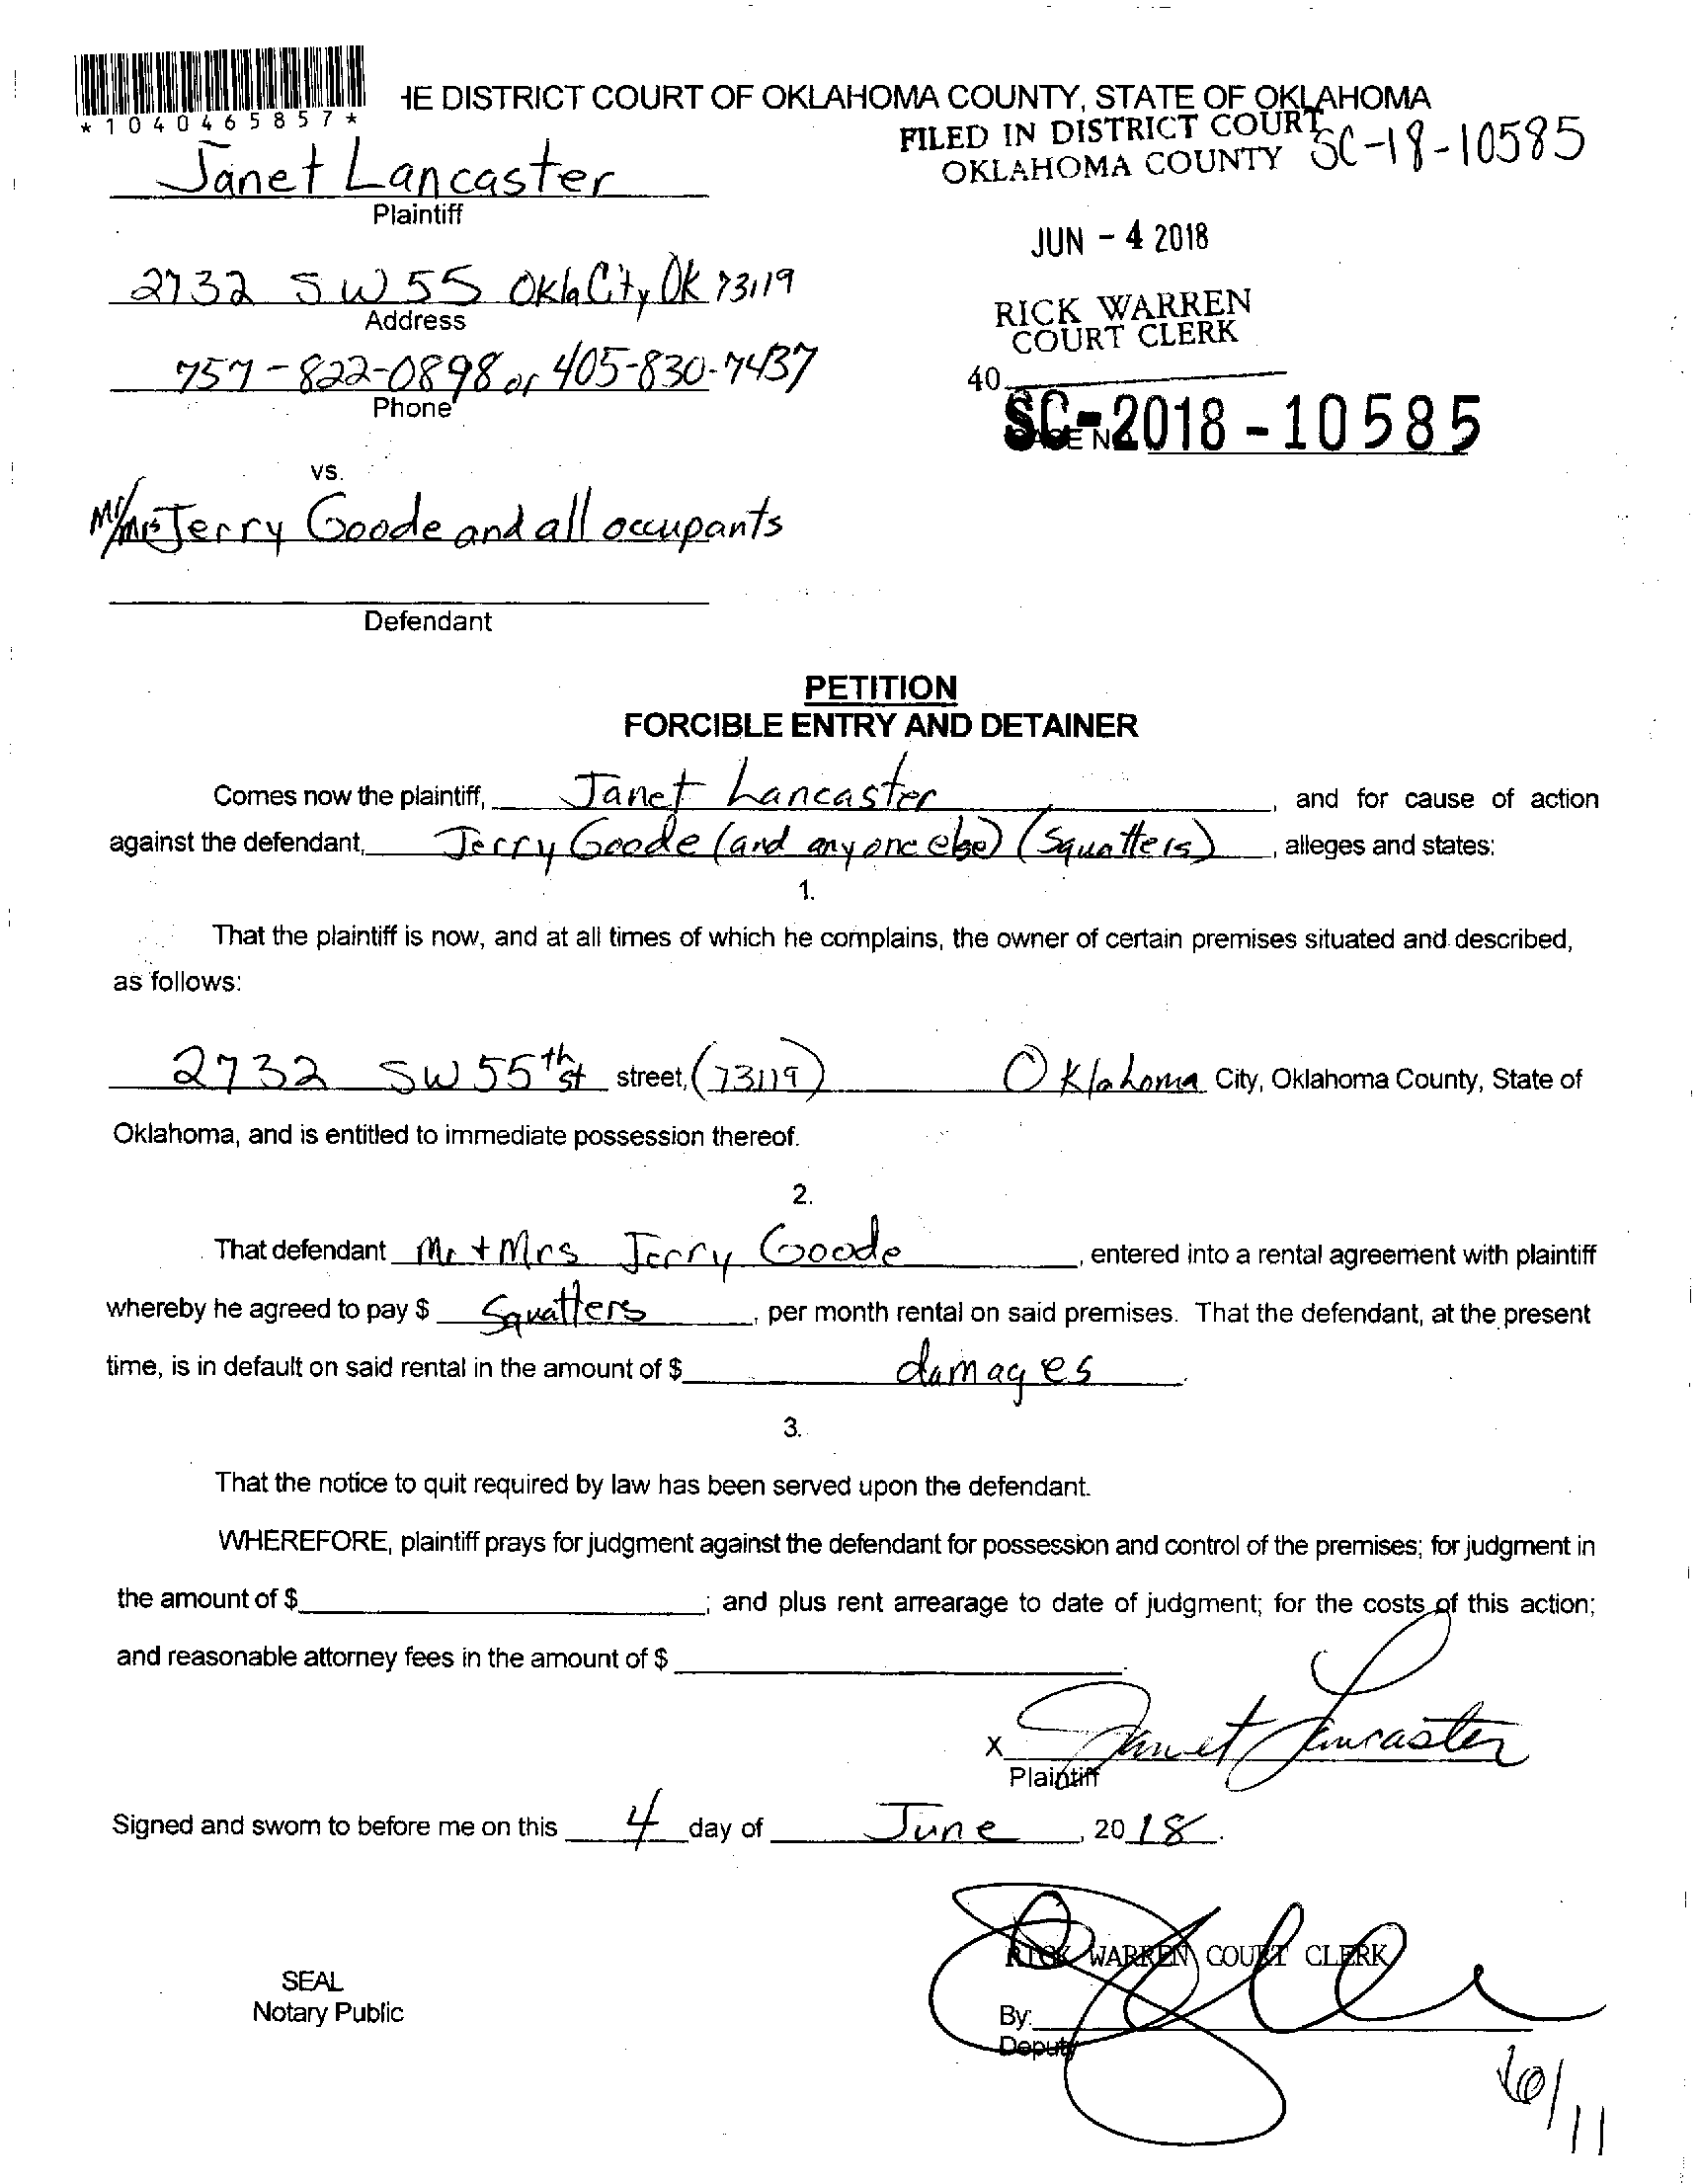 *1040465857*
HE DISTRICT COURT OF OKLAHOMA COUNTY, STATE OF OKLAHOMA
FILED IN DISTRICT COURT
OKLAHOMA COUNTY SC-18-10585
Janet Lancaster
Plaintiff
JUN - 4 2018
2732 SW 55 Okla City, OK 73119
Address
RICK WARREN
COURT CLERK
757-822-0898 or 405-830-7437
Phone
40
SC-2018-10585
vs.
Mr/Mrs Jerry Goode and all occupants
Defendant
PETITION
FORCIBLE ENTRY AND DETAINER
Comes now the plaintiff, Janet Lancaster, and for cause of action
against the defendant, Jerry Goode (and anyone else) (Squatters), alleges and states:
1.
That the plaintiff is now, and at all times of which he complains, the owner of certain premises situated and described,
as follows:
2732 SW 55th St street, (73119) Oklahoma City, Oklahoma County, State of
Oklahoma, and is entitled to immediate possession thereof.
2.
That defendant Mr + Mrs Jerry Goode, entered into a rental agreement with plaintiff
whereby he agreed to pay $ Squatters, per month rental on said premises. That the defendant, at the present
time, is in default on said rental in the amount of $ damages.
3.
That the notice to quit required by law has been served upon the defendant.
WHEREFORE, plaintiff prays for judgment against the defendant for possession and control of the premises; for judgment in
the amount of $ ; and plus rent arrearage to date of judgment; for the costs of this action;
and reasonable attorney fees in the amount of $
X Janet Lancaster
Plaintiff
Signed and sworn to before me on this 4 day of June, 2018.
RICK WARREN COURT CLERK
SEAL
Notary Public
By:
Deputy
6/11